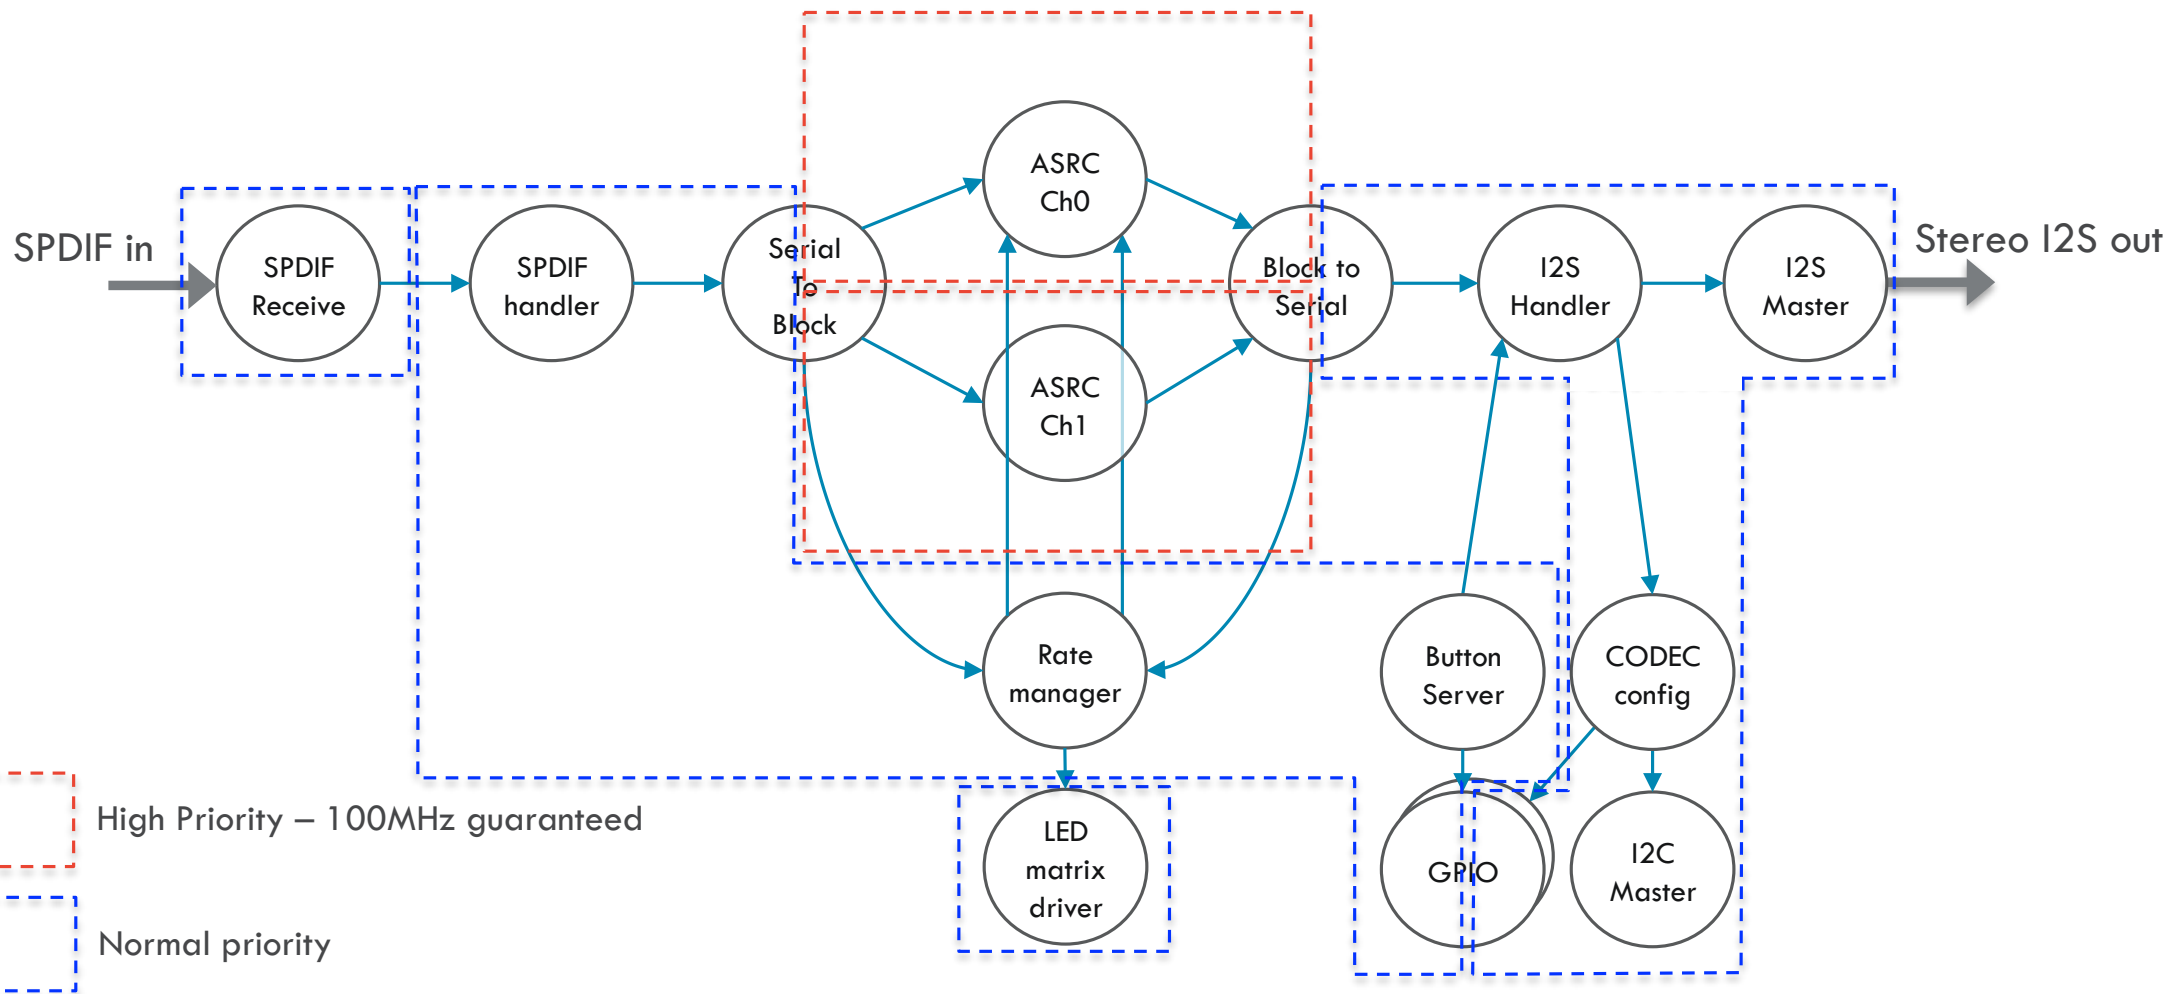 SPDIF in
SPDIF
Receive
SPDIF
handler
Serial
To
Block
ASRC
Ch0
ASRC
Ch1
Block to
Serial
I2S
Handler
I2S
Master
Stereo I2S out
Rate
manager
Button
Server
CODEC
config
LED
matrix
driver
GPIO
I2C
Master
High Priority – 100MHz guaranteed
Normal priority